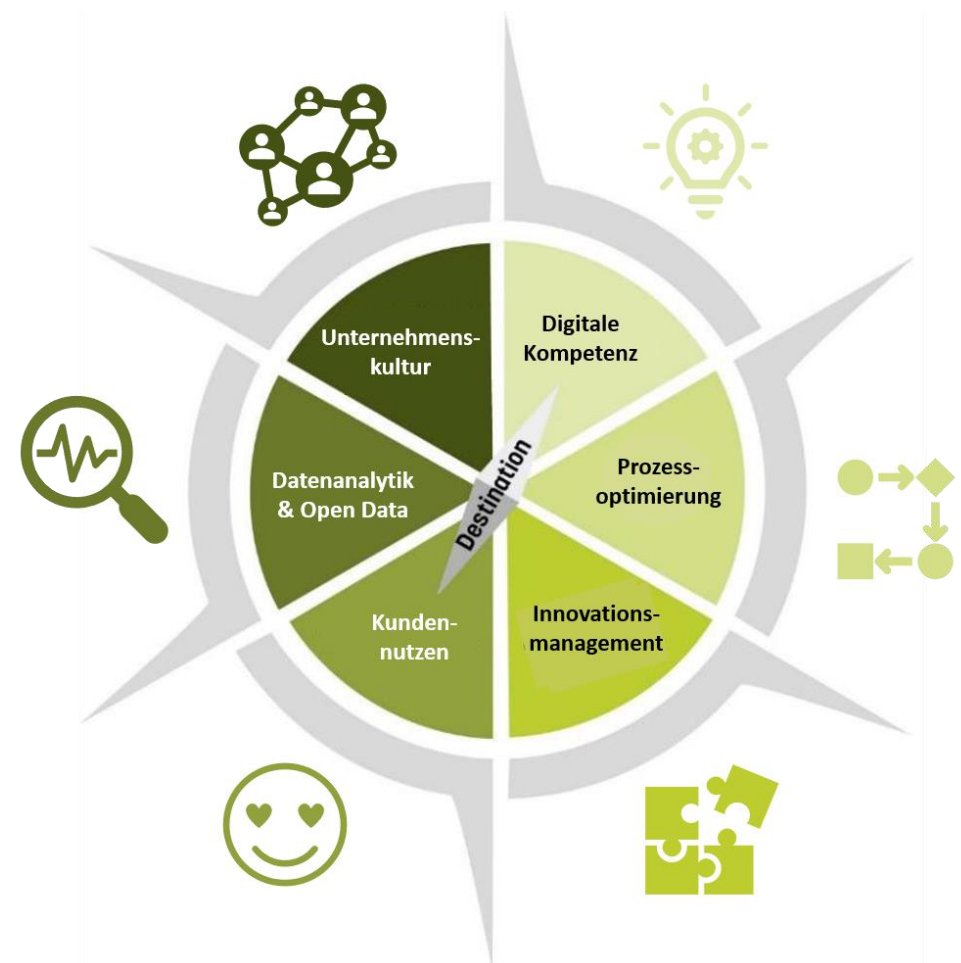 Unternehmens-
kultur
Digitale
Kompetenz
Datenanalytik
& Open Data
Prozess-
optimierung
Destination
Kunden-
nutzen
Innovations-
management